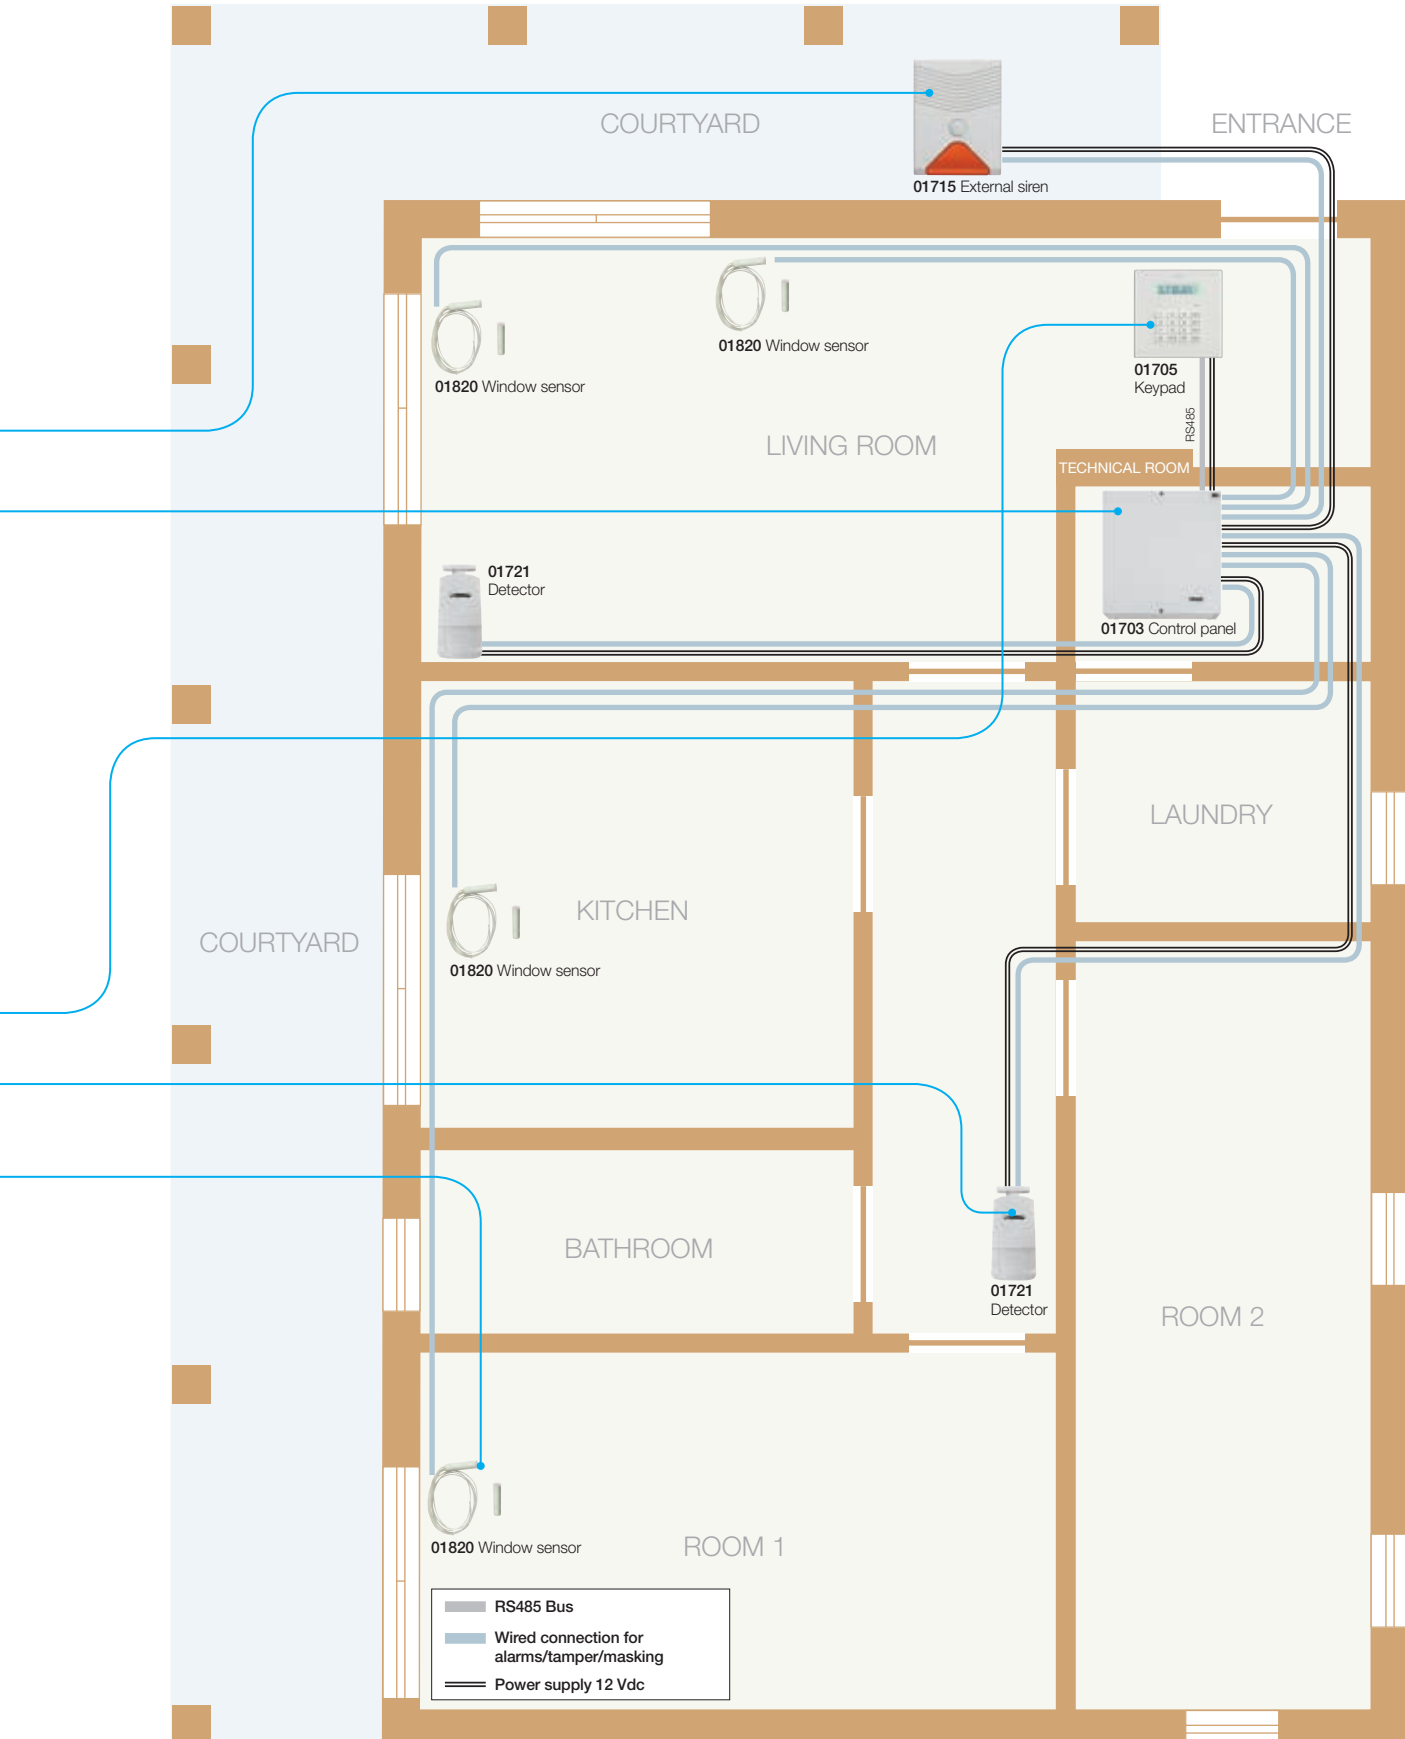 COURTYARD
ENTRANCE
01715 External siren
01820 Window sensor
01820 Window sensor
01705
Keypad
RS485
LIVING ROOM
TECHNICAL ROOM
01721
Detector
01703 Control panel
LAUNDRY
KITCHEN
COURTYARD
01820 Window sensor
BATHROOM
01721
Detector
ROOM 2
01820 Window sensor
ROOM 1
RS485 Bus
Wired connection for
alarms/tamper/masking
Power supply 12 Vdc